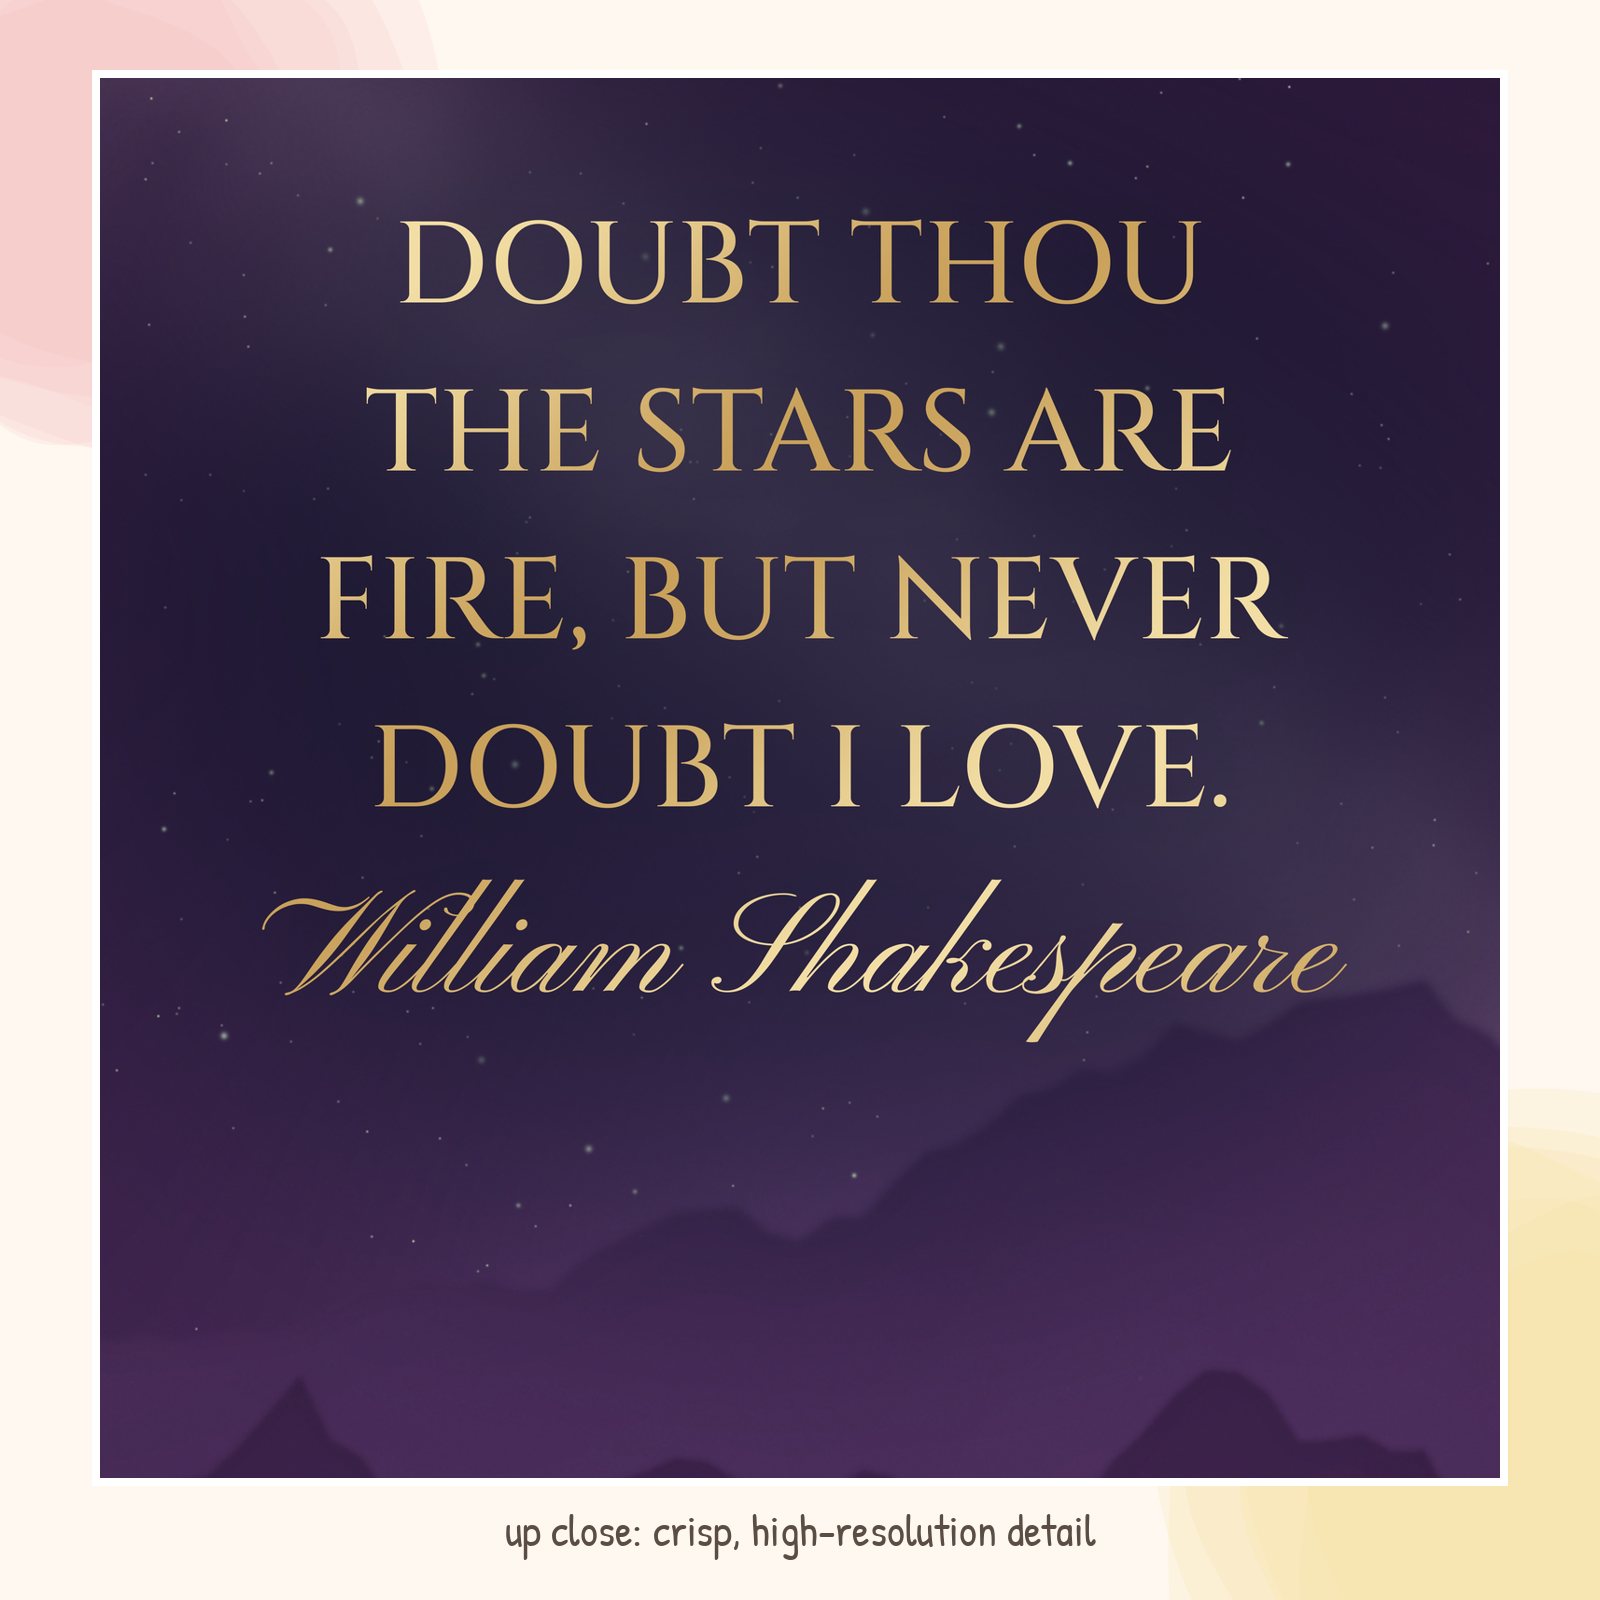 DOUBT THOU
THE STARS ARE
FIRE, BUT NEVER
DOUBT I LOVE.
William Shakespeare
up close: crisp, high-resolution detail